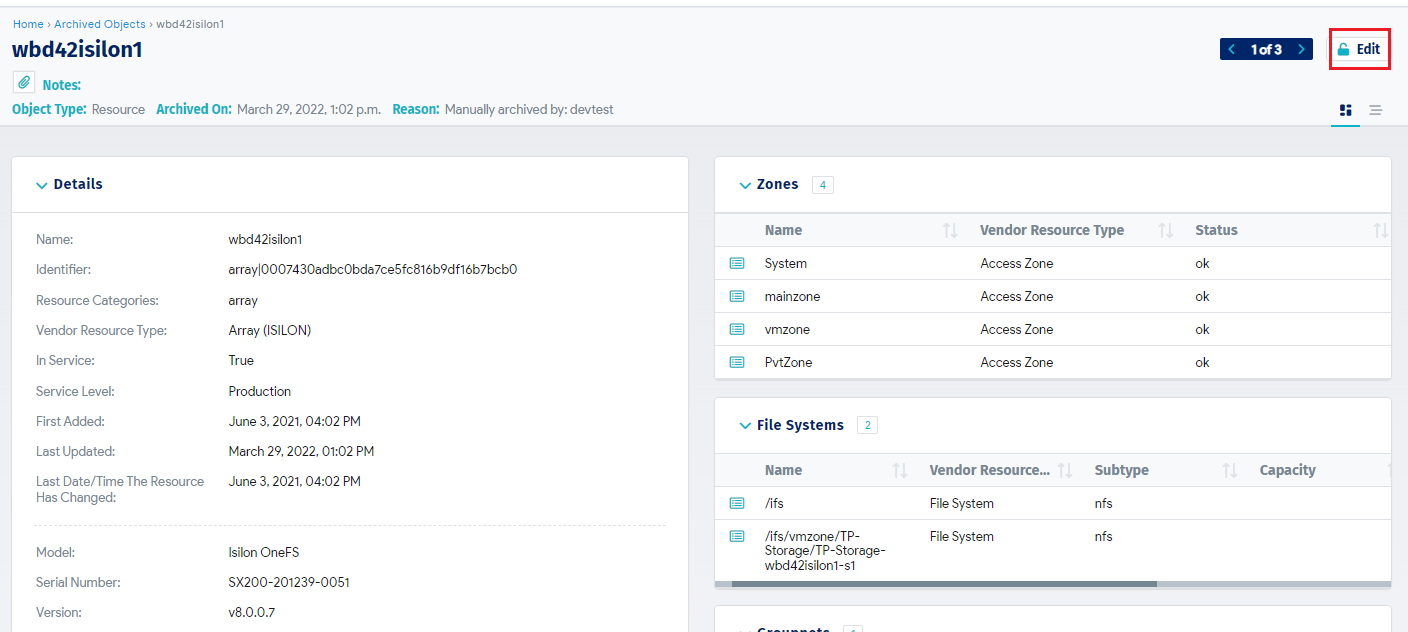 Home › Archived Objects › wbd42isilon1
wbd42isilon1
1 of 3
Edit
Notes:
Object Type: Resource Archived On: March 29, 2022, 1:02 p.m. Reason: Manually archived by: devtest
Details
Name: wbd42isilon1
Identifier: array|0007430adbc0bda7ce5fc816b9df16b7bcb0
Resource Categories: array
Vendor Resource Type: Array (ISILON)
In Service: True
Service Level: Production
First Added: June 3, 2021, 04:02 PM
Last Updated: March 29, 2022, 01:02 PM
Last Date/Time The Resource June 3, 2021, 04:02 PM
Has Changed:
Model: Isilon OneFS
Serial Number: SX200-201239-0051
Version: v8.0.0.7
Zones 4
Name Vendor Resource Type Status
System Access Zone ok
mainzone Access Zone ok
vmzone Access Zone ok
PvtZone Access Zone ok
File Systems 2
Name Vendor Resource... Subtype Capacity
/ifs File System nfs
/ifs/vmzone/TP- File System nfs
Storage/TP-Storage-
wbd42isilon1-s1
Groupnets